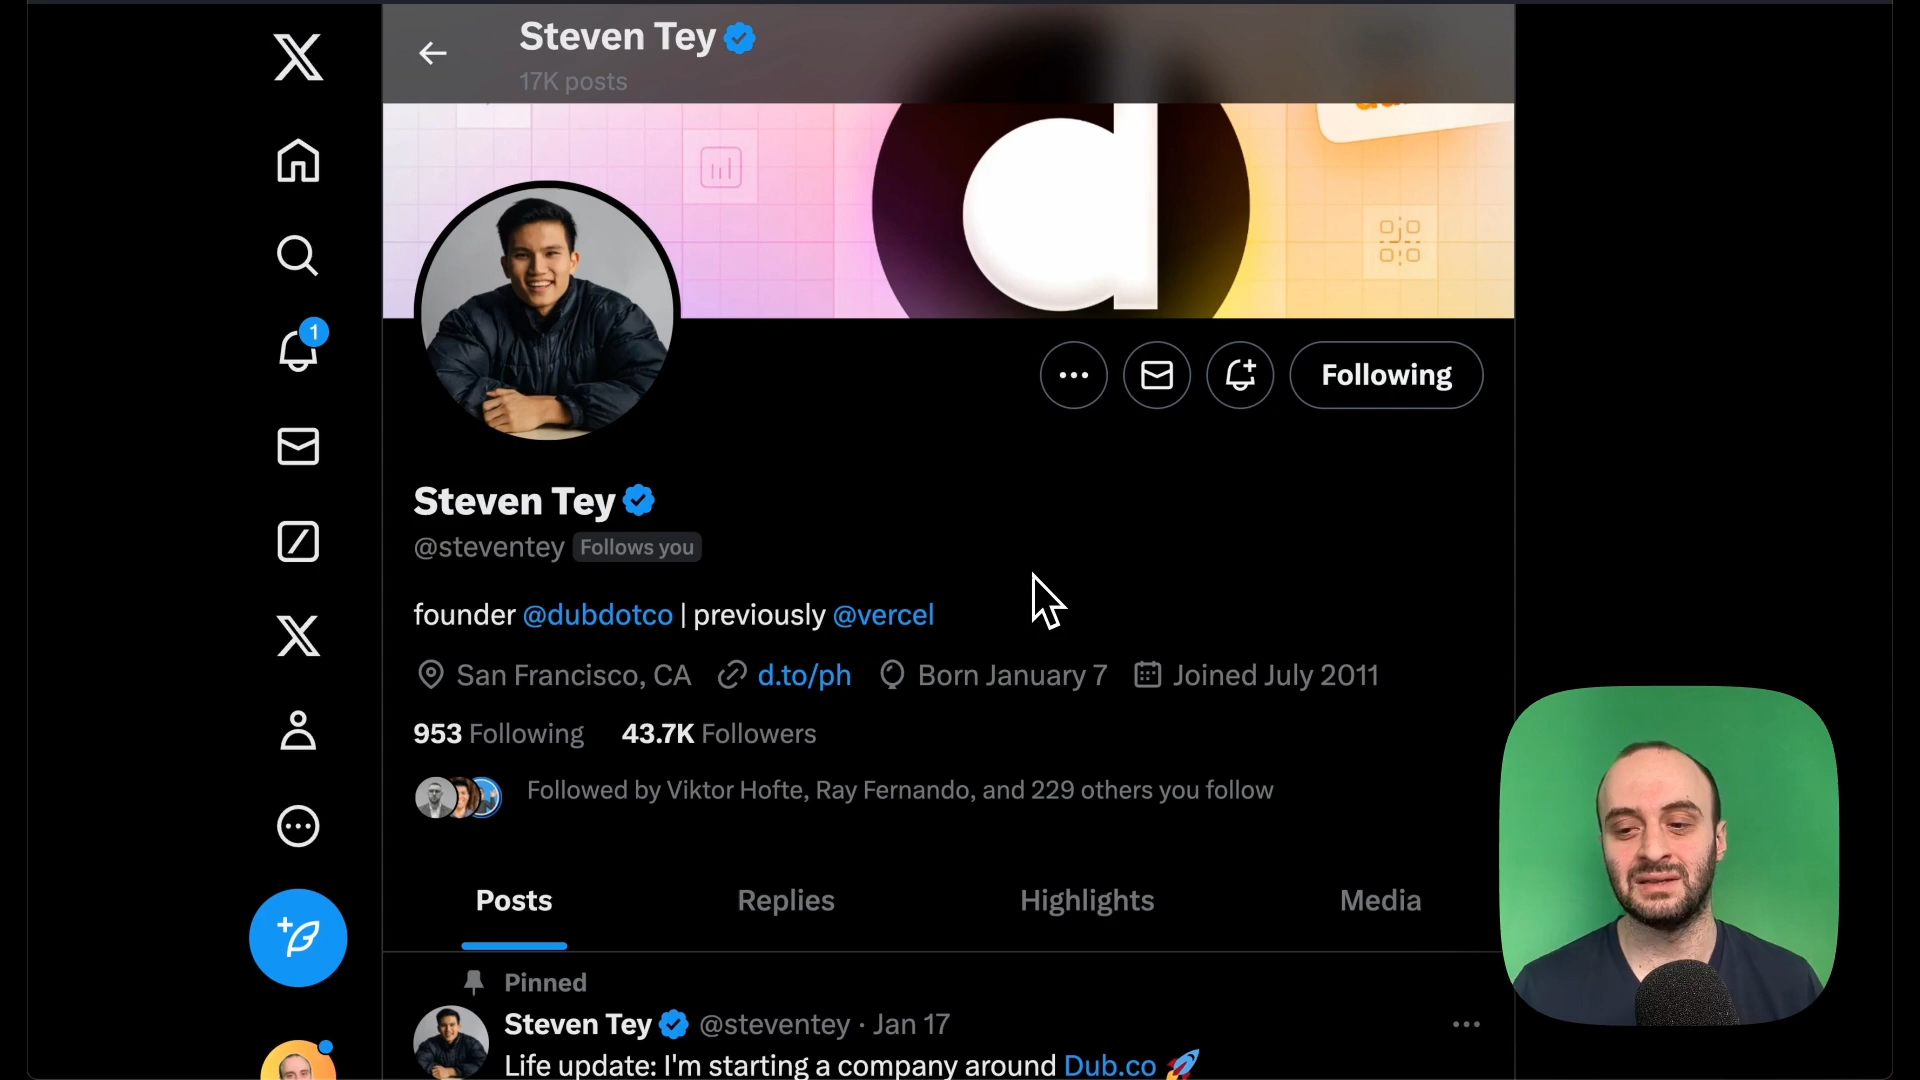 Steven Tey
17K posts
d
1
Following
Steven Tey
@steventey Follows you
founder @dubdotco | previously @vercel
San Francisco, CA d.to/ph Born January 7 Joined July 2011
953 Following 43.7K Followers
Followed by Viktor Hofte, Ray Fernando, and 229 others you follow
Posts Replies Highlights Media
Pinned
Steven Tey @steventey · Jan 17
Life update: I'm starting a company around Dub.co 🚀